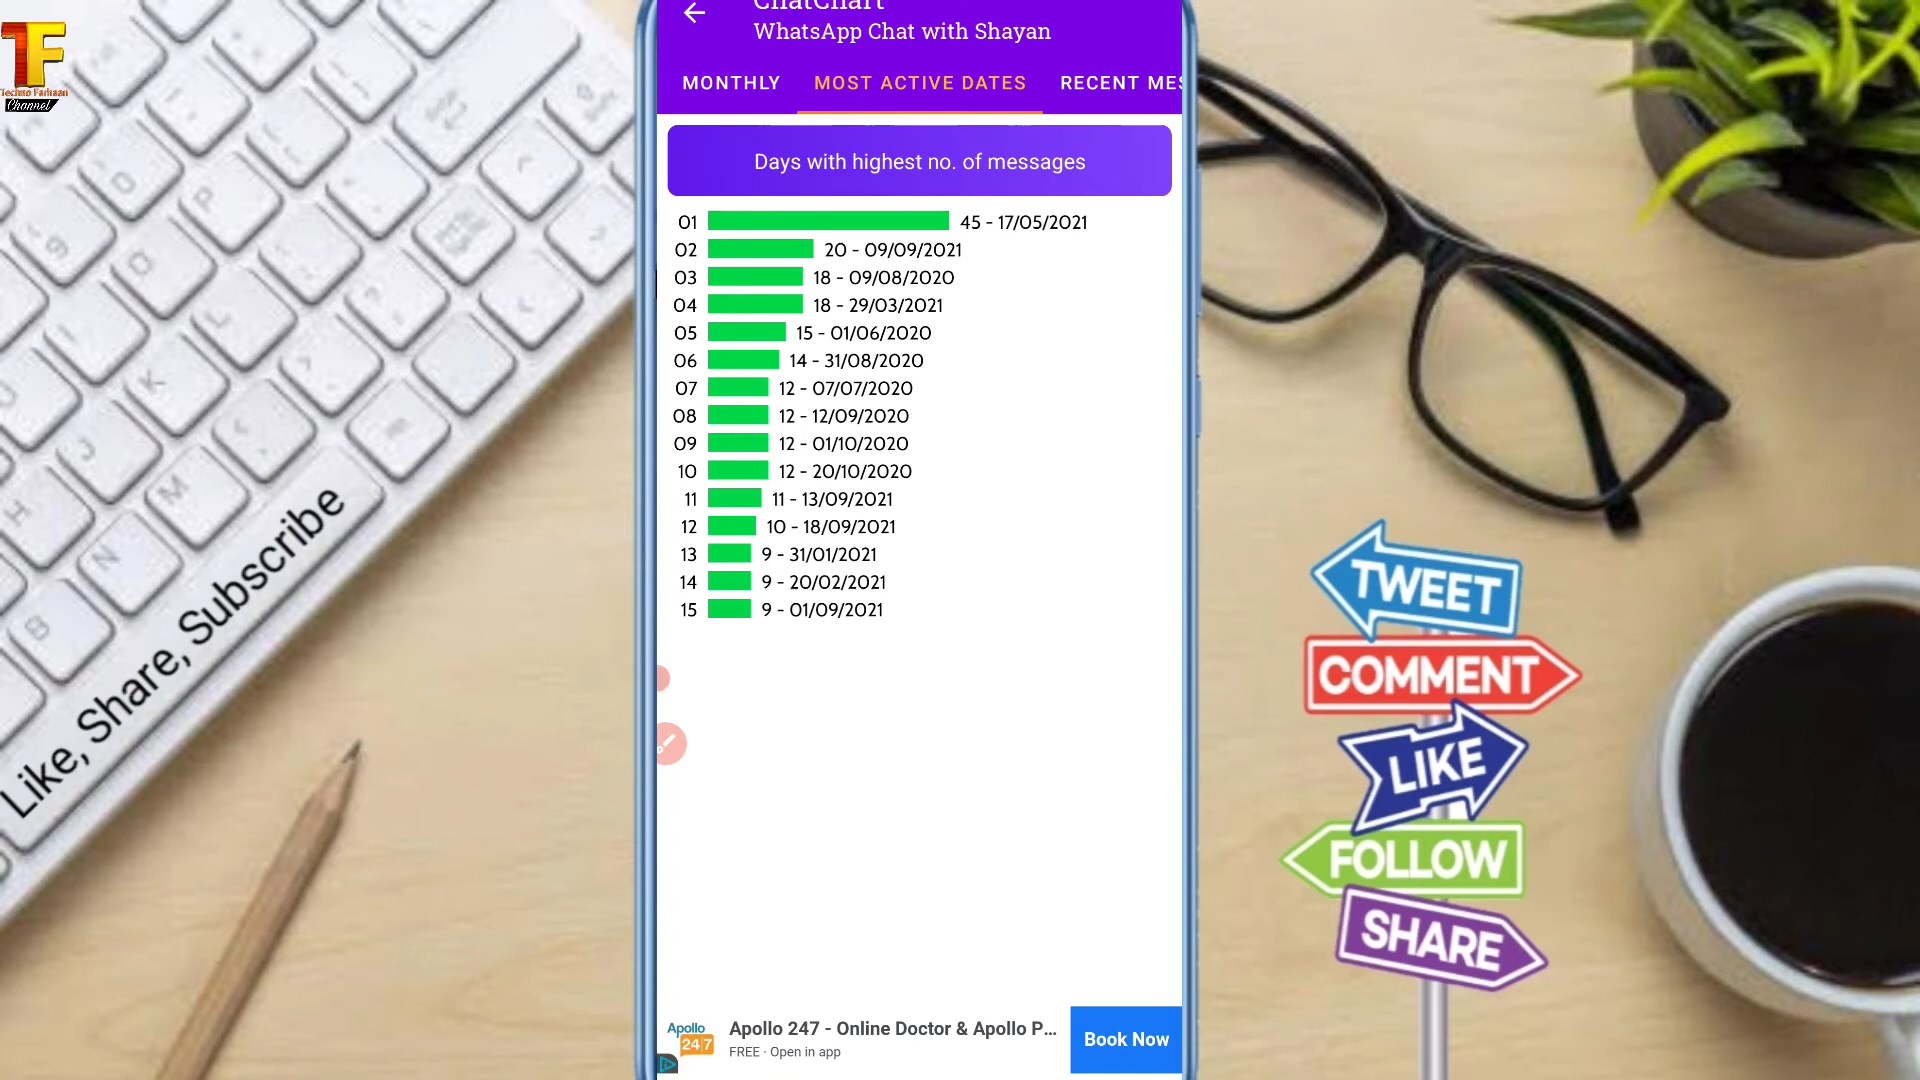 TF
Techno Farhaan
Channel
Like, Share, Subscribe
ChatChart
WhatsApp Chat with Shayan
MONTHLY
MOST ACTIVE DATES
RECENT MES
Days with highest no. of messages
01 45 - 17/05/2021
02 20 - 09/09/2021
03 18 - 09/08/2020
04 18 - 29/03/2021
05 15 - 01/06/2020
06 14 - 31/08/2020
07 12 - 07/07/2020
08 12 - 12/09/2020
09 12 - 01/10/2020
10 12 - 20/10/2020
11 11 - 13/09/2021
12 10 - 18/09/2021
13 9 - 31/01/2021
14 9 - 20/02/2021
15 9 - 01/09/2021
Apollo
24|7
Apollo 247 - Online Doctor & Apollo P...
FREE · Open in app
Book Now
TWEET
COMMENT
LIKE
FOLLOW
SHARE
P
O
L
K
J
H
M
N
B